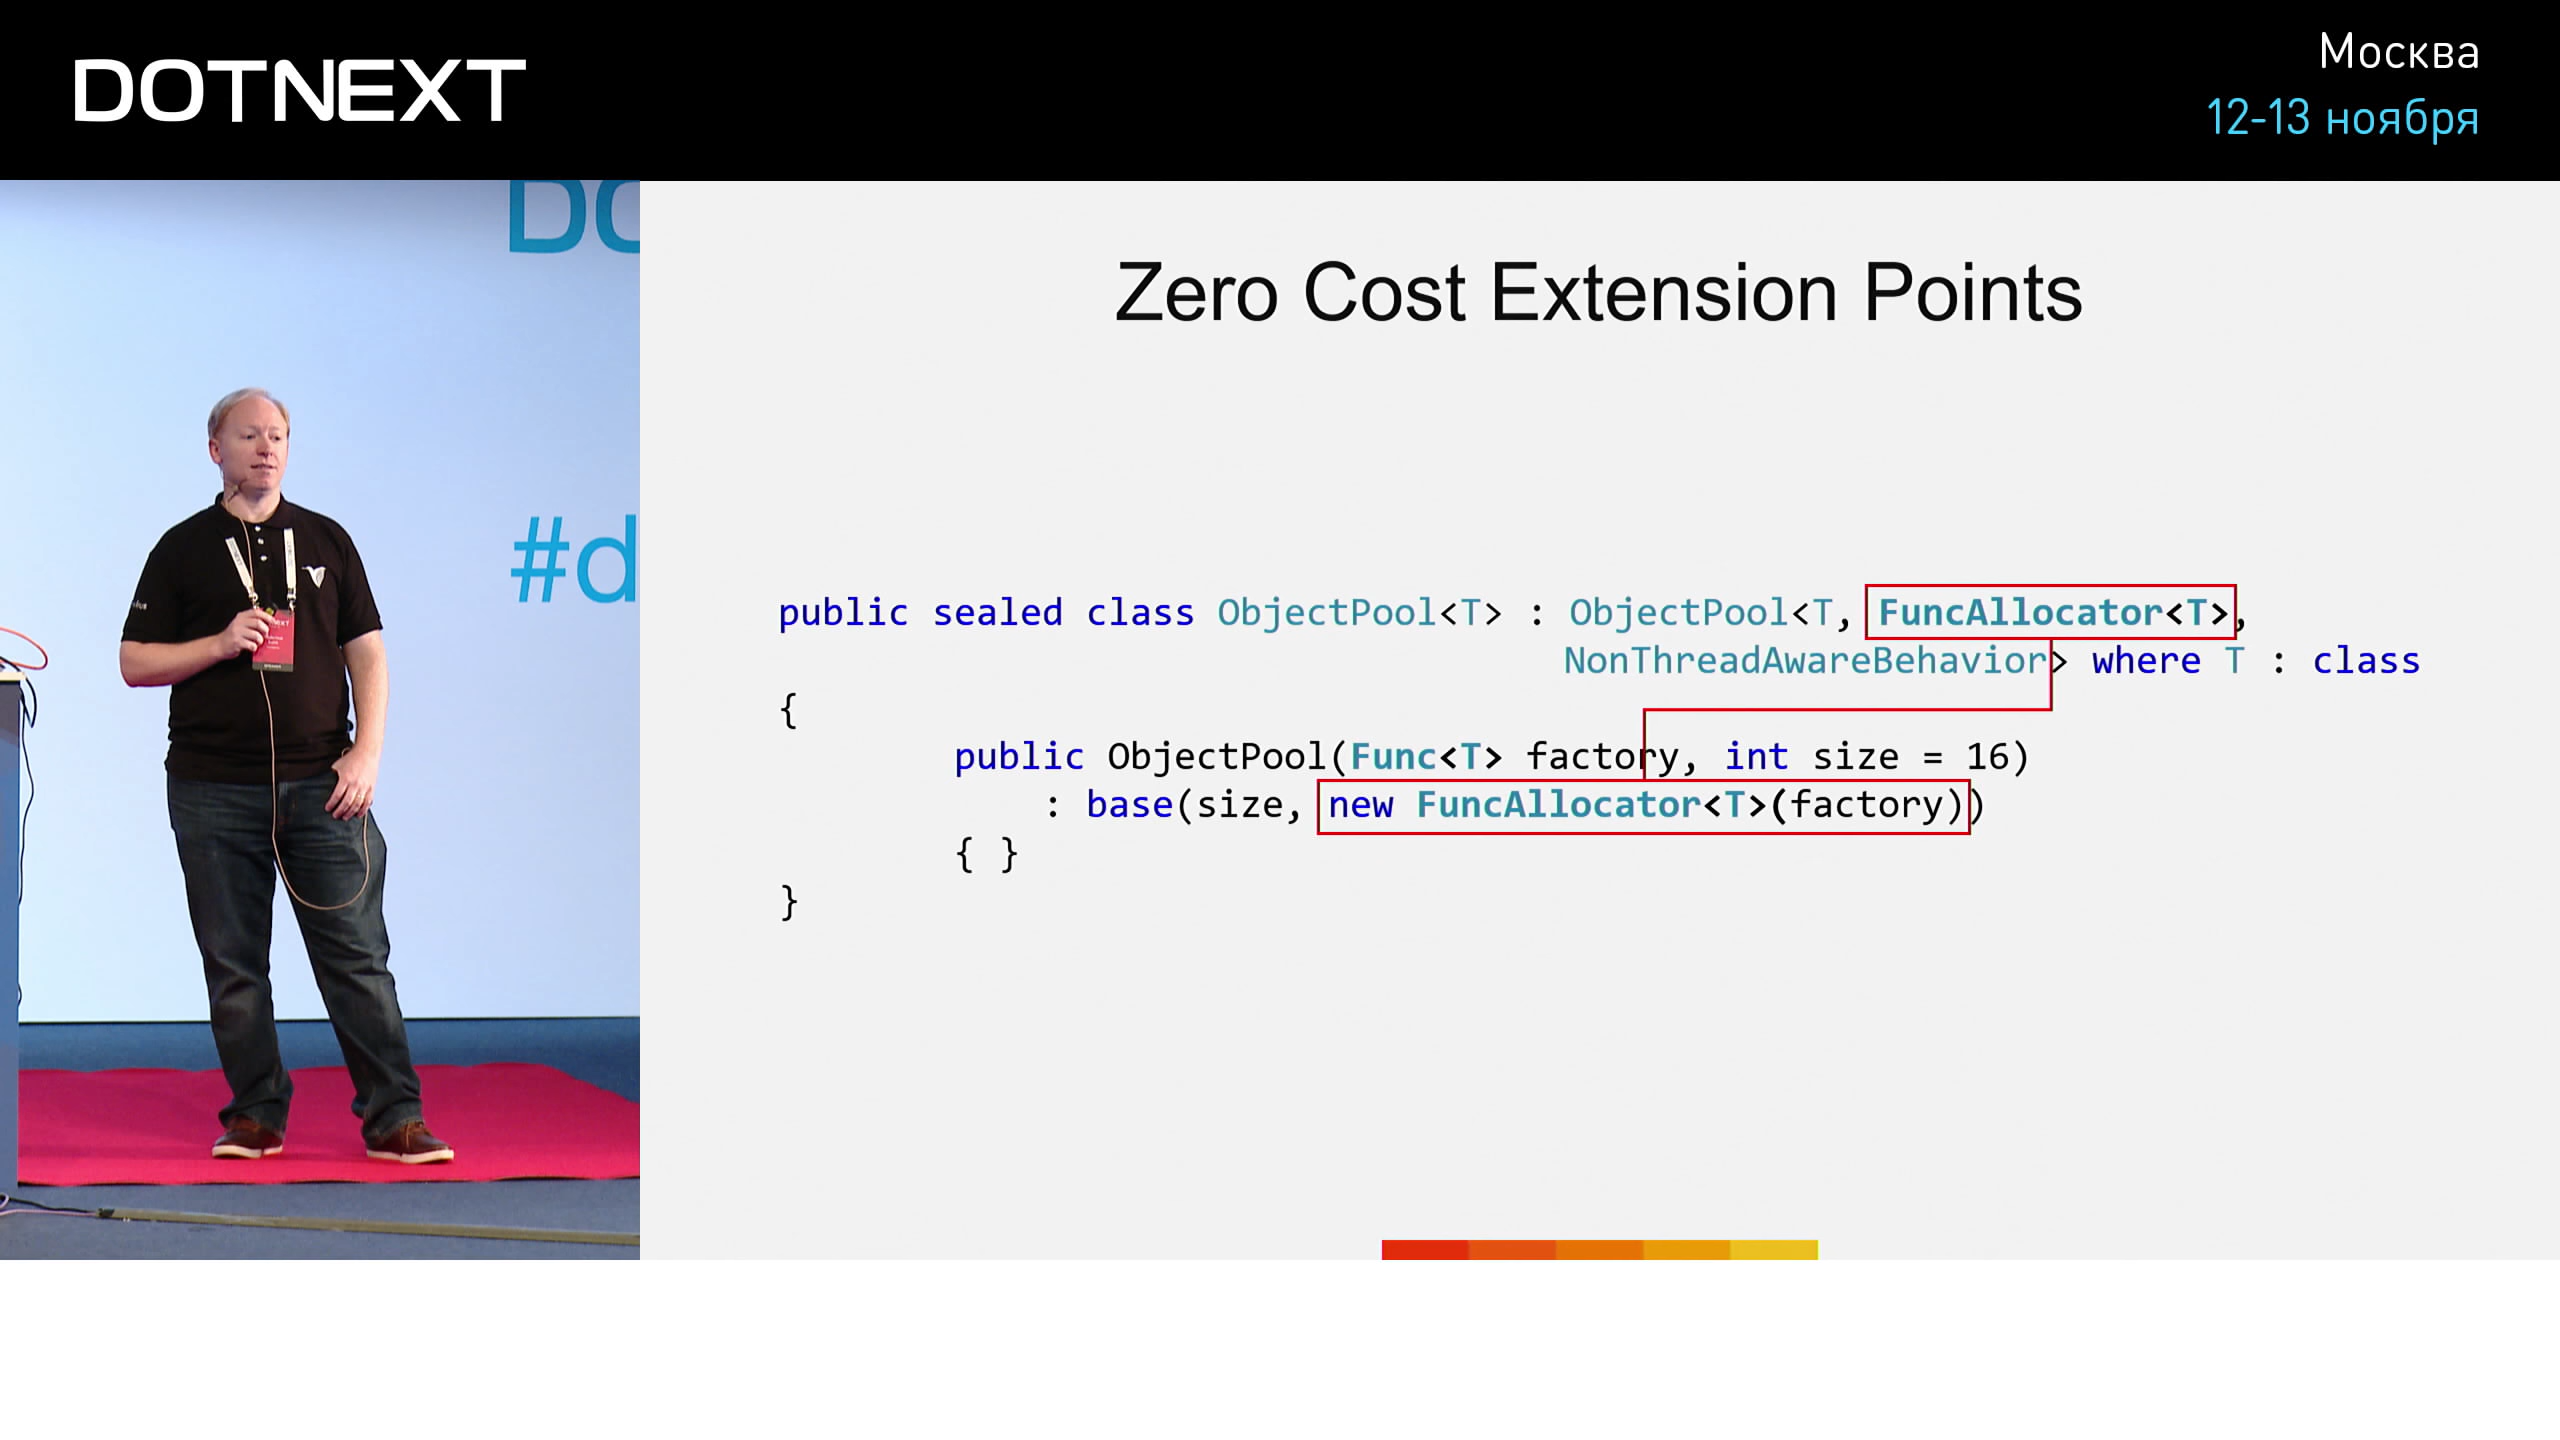 DOTNEXT
Москва
12-13 ноября
DO
#d
Zero Cost Extension Points
public sealed class ObjectPool<T> : ObjectPool<T, FuncAllocator<T>,
NonThreadAwareBehavior> where T : class
{
public ObjectPool(Func<T> factory, int size = 16)
: base(size, new FuncAllocator<T>(factory))
{ }
}